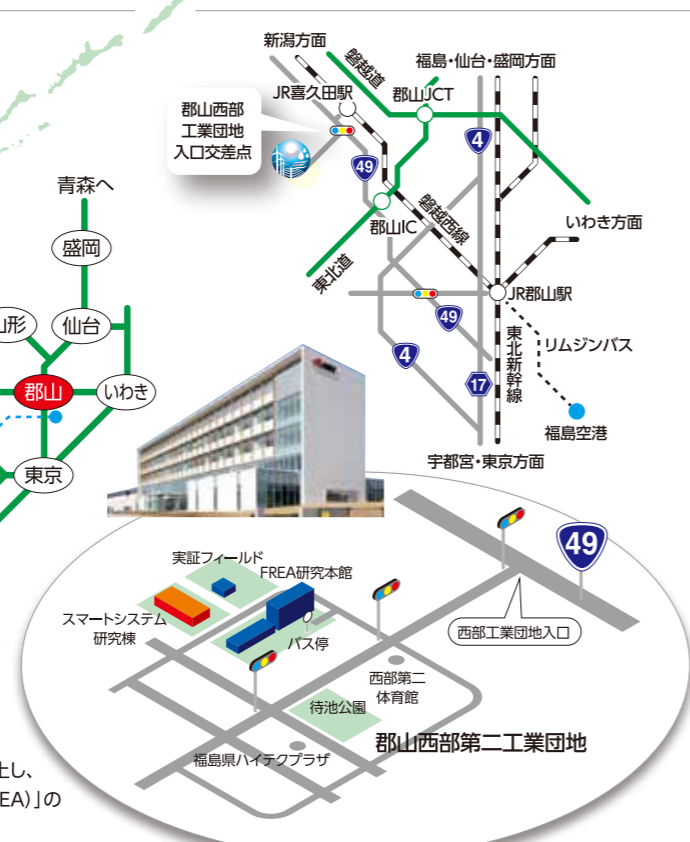 新潟方面
磐越道
福島・仙台・盛岡方面
JR喜久田駅
郡山JCT
郡山西部
工業団地
入口交差点
4
49
青森へ
盛岡
磐越西線
いわき方面
郡山IC
東北道
JR郡山駅
山形
仙台
49
4
東北新幹線
リムジンバス
郡山
いわき
17
福島空港
東京
宇都宮・東京方面
49
実証フィールド
FREA研究本館
スマートシステム
研究棟
バス停
西部工業団地入口
西部第二
体育館
待池公園
郡山西部第二工業団地
福島県ハイテクプラザ
上し、
EA)」の